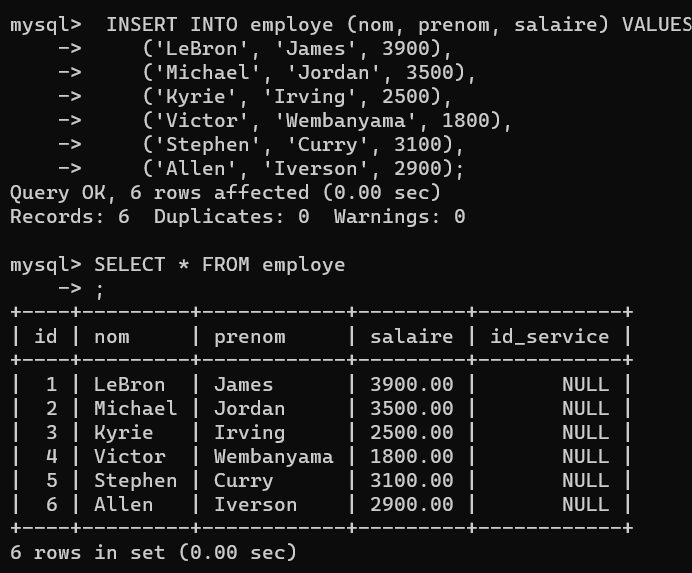 mysql>  INSERT INTO employe (nom, prenom, salaire) VALUES
    ->     ('LeBron', 'James', 3900),
    ->     ('Michael', 'Jordan', 3500),
    ->     ('Kyrie', 'Irving', 2500),
    ->     ('Victor', 'Wembanyama', 1800),
    ->     ('Stephen', 'Curry', 3100),
    ->     ('Allen', 'Iverson', 2900);
Query OK, 6 rows affected (0.00 sec)
Records: 6  Duplicates: 0  Warnings: 0

mysql> SELECT * FROM employe
    -> ;
+----+---------+------------+---------+------------+
| id | nom     | prenom     | salaire | id_service |
+----+---------+------------+---------+------------+
|  1 | LeBron  | James      | 3900.00 |       NULL |
|  2 | Michael | Jordan     | 3500.00 |       NULL |
|  3 | Kyrie   | Irving     | 2500.00 |       NULL |
|  4 | Victor  | Wembanyama | 1800.00 |       NULL |
|  5 | Stephen | Curry      | 3100.00 |       NULL |
|  6 | Allen   | Iverson    | 2900.00 |       NULL |
+----+---------+------------+---------+------------+
6 rows in set (0.00 sec)